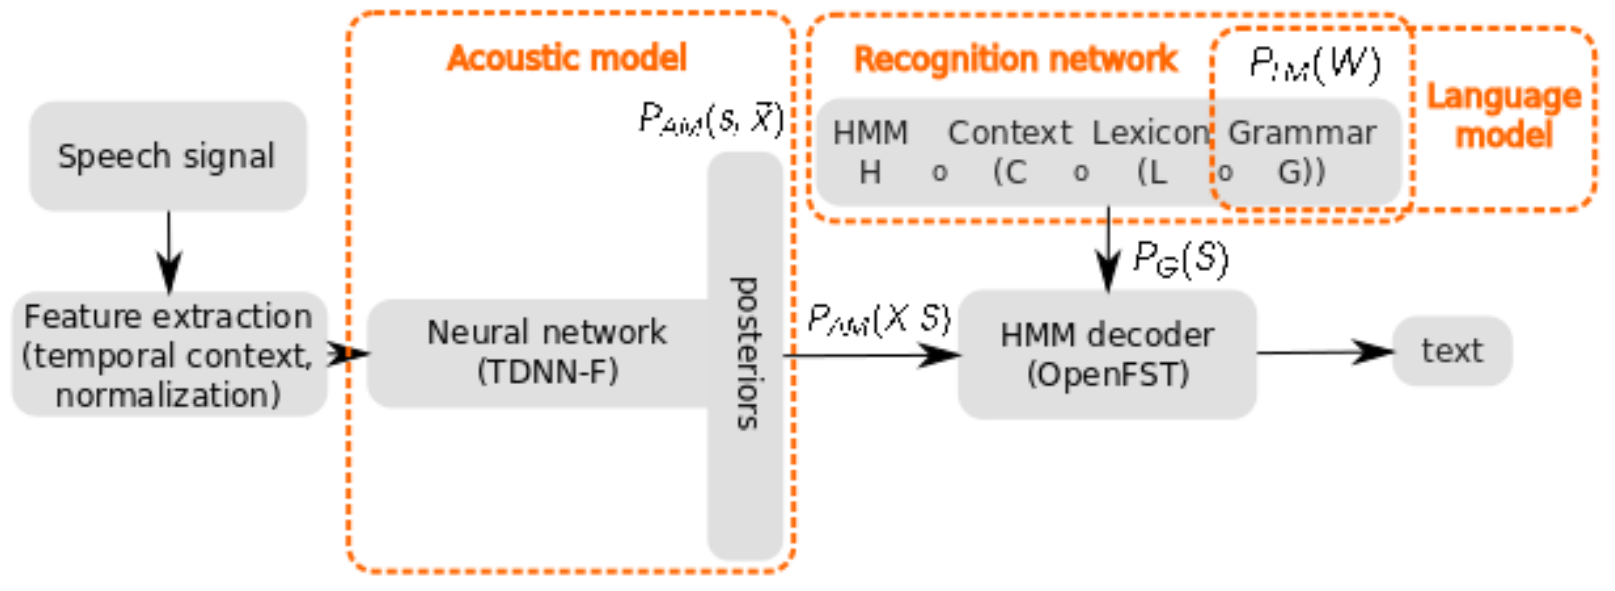 Acoustic model
Recognition network
P_LM(W)
Language
model
P_AM(s, x⃗)
HMM Context Lexicon Grammar
H o (C o (L o G))
Speech signal
P_G(S)
Feature extraction
(temporal context,
normalization)
Neural network
(TDNN-F)
posteriors
P_AM(X S)
HMM decoder
(OpenFST)
text